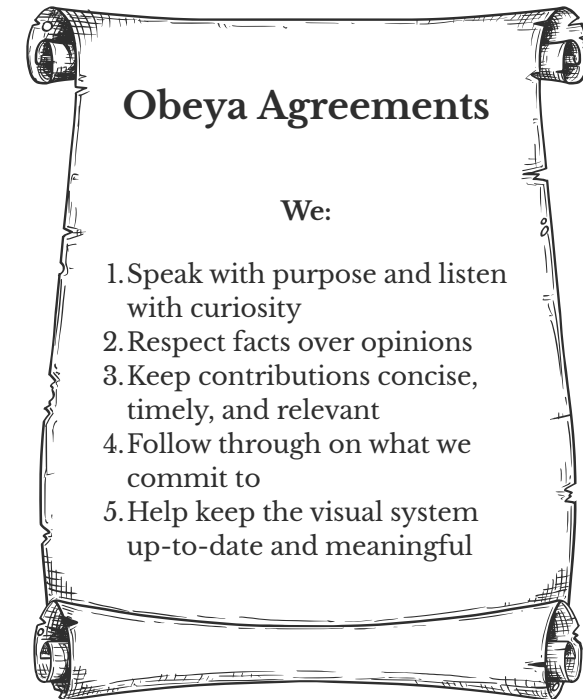 Obeya Agreements
We:
1. Speak with purpose and listen
with curiosity
2. Respect facts over opinions
3. Keep contributions concise,
timely, and relevant
4. Follow through on what we
commit to
5. Help keep the visual system
up-to-date and meaningful